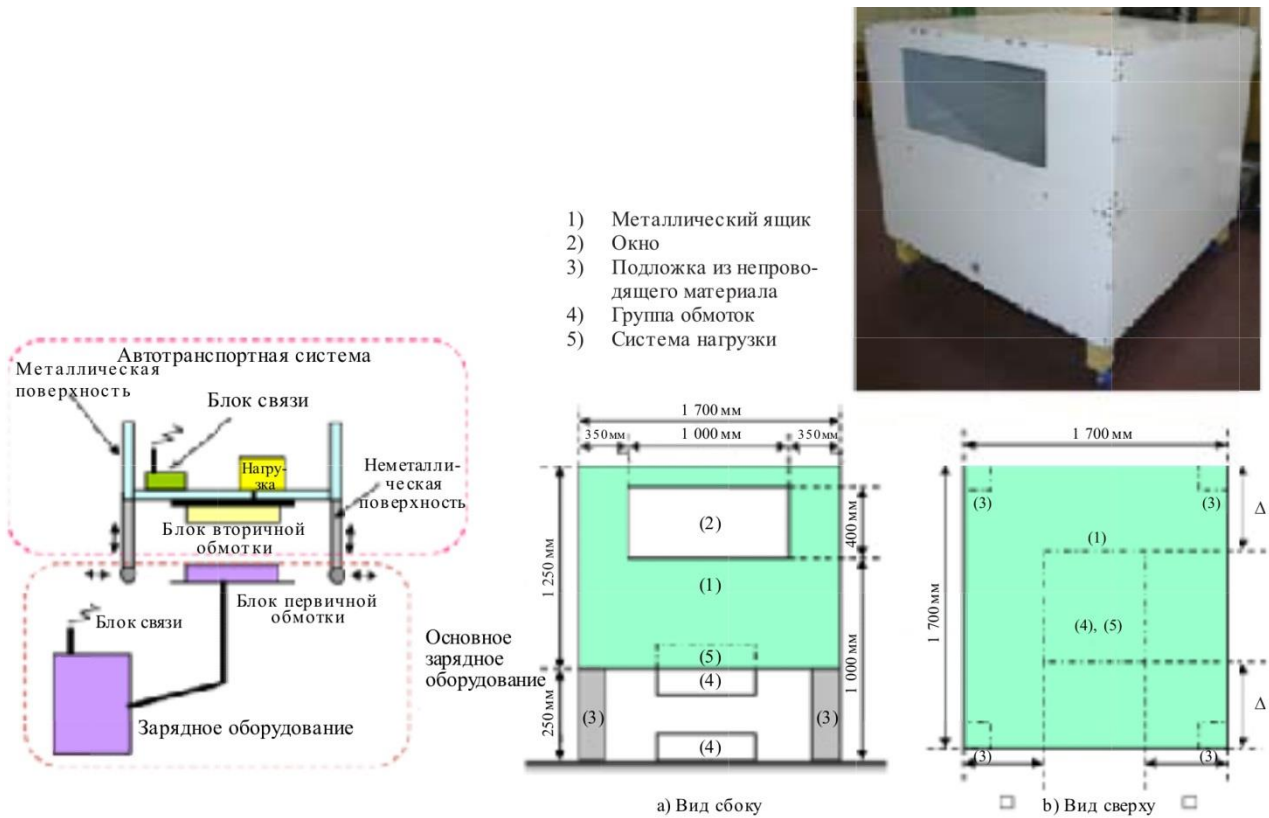 1) Металлический ящик
2) Окно
3) Подложка из непрово-
дящего материала
4) Группа обмоток
5) Система нагрузки
Автотранспортная система
Металлическая
поверхность
Блок связи
Нагру-
зка
Неметалли-
ческая
поверхность
Блок вторичной
обмотки
Блок первичной
обмотки
Блок связи
Основное
зарядное
оборудование
Зарядное оборудование
1 700 мм
350 мм
1 000 мм
350 мм
(2)
400 мм
1 250 мм
(1)
1 000 мм
(5)
(4)
250 мм
(3)
(3)
(4)
a) Вид сбоку
1 700 мм
(3)
(3)
Δ
(1)
1 700 мм
(4), (5)
Δ
(3)
(3)
b) Вид сверху